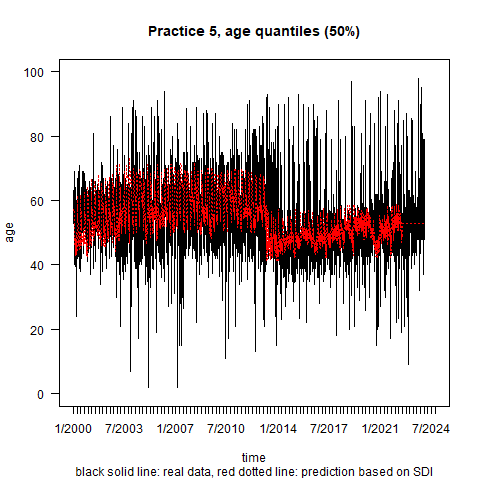 Practice 5, age quantiles (50%)
100
80
60
40
20
0
age
1/2000 7/2003 1/2007 7/2010 1/2014 7/2017 1/2021 7/2024
time
black solid line: real data, red dotted line: prediction based on SDI